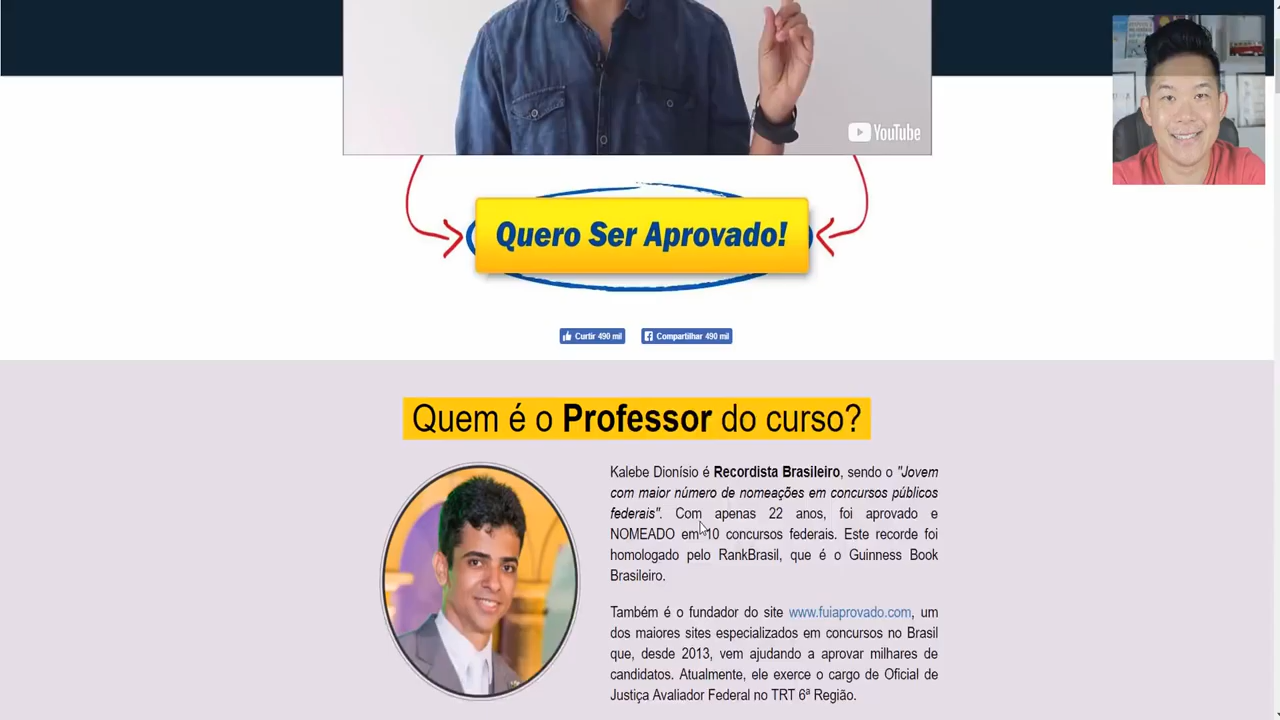 YouTube
Quero Ser Aprovado!
Curtir 490 mil
Compartilhar 490 mil
Quem é o Professor do curso?
Kalebe Dionísio é Recordista Brasileiro, sendo o "Jovem
com maior número de nomeações em concursos públicos
federais". Com apenas 22 anos, foi aprovado e
NOMEADO em 10 concursos federais. Este recorde foi
homologado pelo RankBrasil, que é o Guinness Book
Brasileiro.
Também é o fundador do site www.fuiaprovado.com, um
dos maiores sites especializados em concursos no Brasil
que, desde 2013, vem ajudando a aprovar milhares de
candidatos. Atualmente, ele exerce o cargo de Oficial de
Justiça Avaliador Federal no TRT 6ª Região.